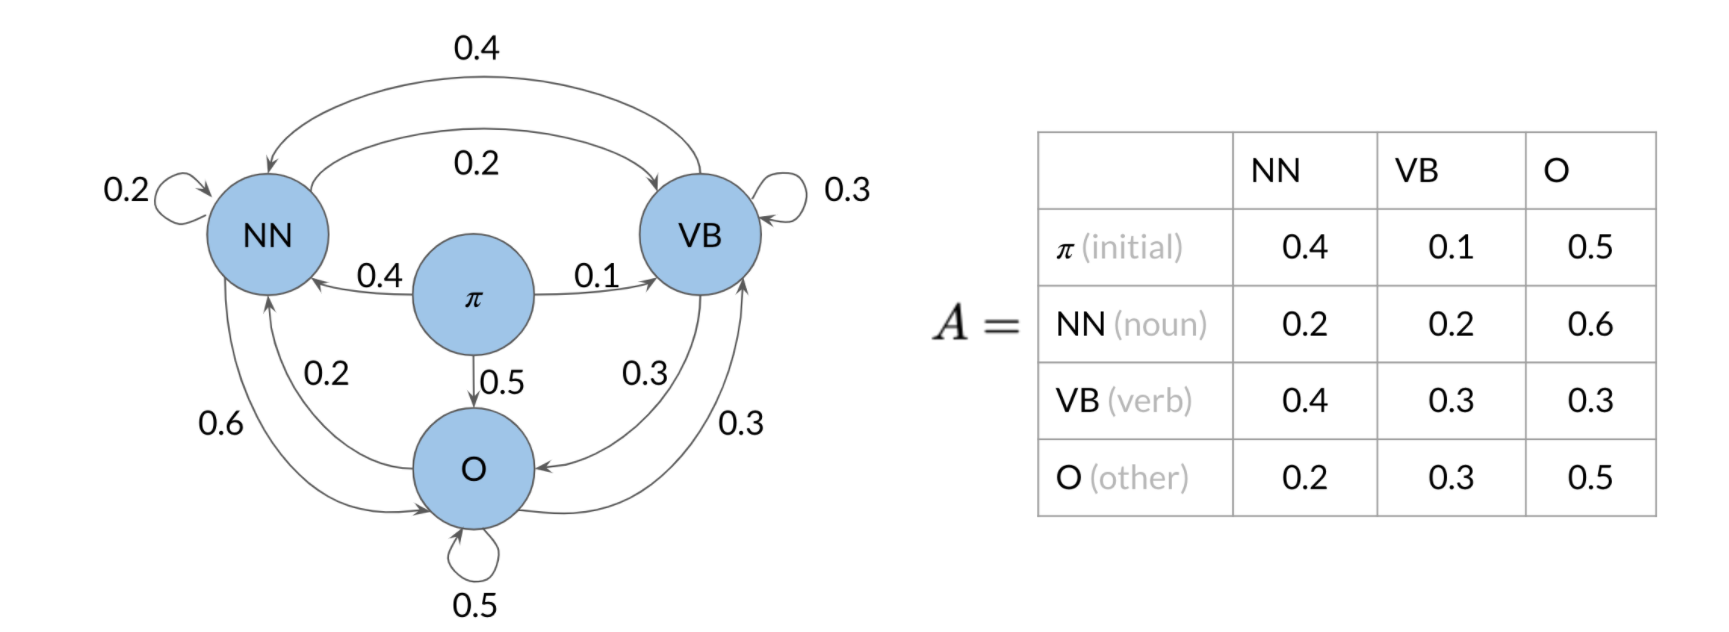 0.4
0.2
0.2
0.3
NN
VB
0.4
0.1
π
0.2
0.5
0.3
0.6
0.3
O
0.5
A =
NN VB O
π (initial) 0.4 0.1 0.5
NN (noun) 0.2 0.2 0.6
VB (verb) 0.4 0.3 0.3
O (other) 0.2 0.3 0.5